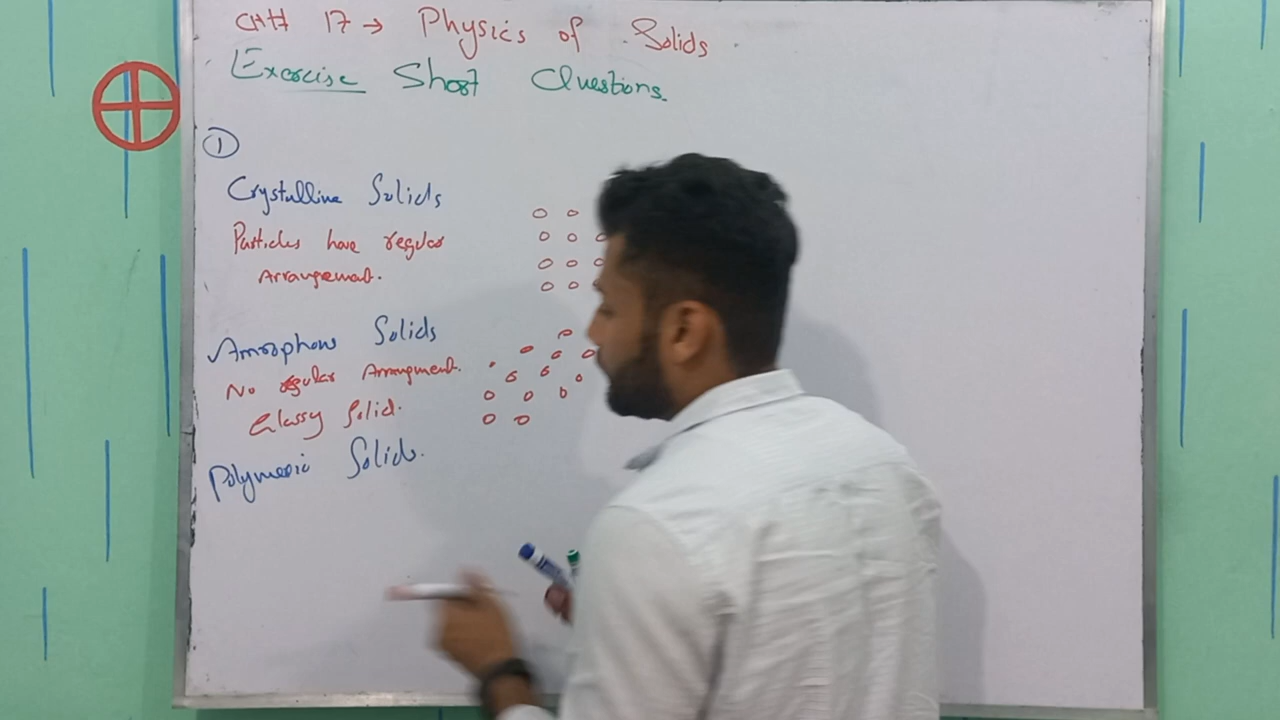 CH# 17 → Physics of Solids
Exercise Short Questions.
1
Crystalline Solids
Particles have regular
Arrangement.
Amorphous Solids
No regular Arrangment.
Glassy Solid.
Polymeric Solids.